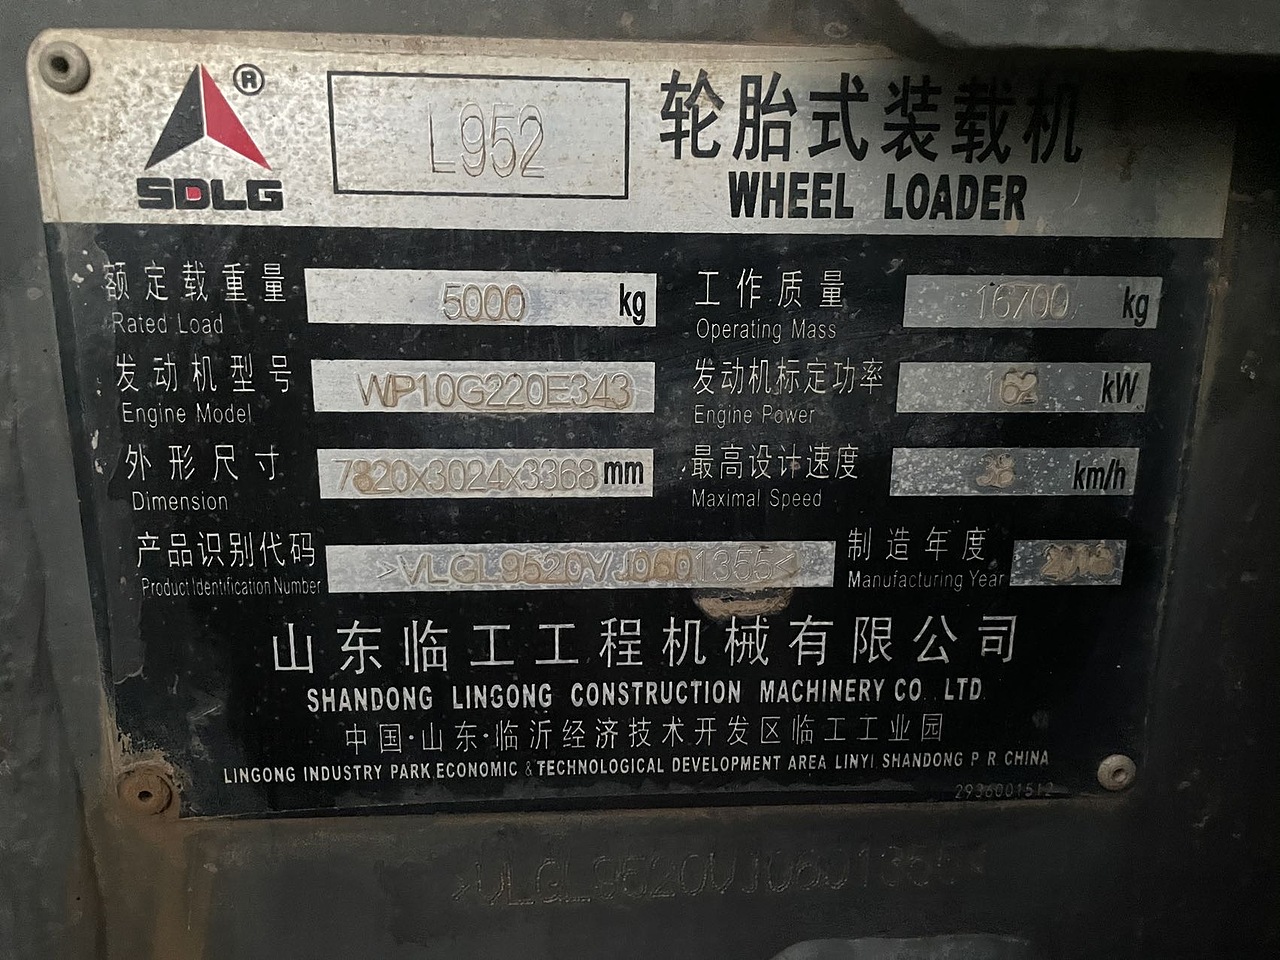 ®
SDLG
L952
轮胎式装载机
WHEEL LOADER
额定载重量 5000 kg
Rated Load
工作质量 16700 kg
Operating Mass
发动机型号 WP10G220E343
Engine Model
发动机标定功率 162 kW
Engine Power
外形尺寸 7820x3024x3368 mm
Dimension
最高设计速度 38 km/h
Maximal Speed
产品识别代码 >VLGL9520VJ0601355<
Product Identification Number
制造年度
Manufacturing Year
山东临工工程机械有限公司
SHANDONG LINGONG CONSTRUCTION MACHINERY CO. LTD.
中国·山东·临沂经济技术开发区临工工业园
LINGONG INDUSTRY PARK,ECONOMIC & TECHNOLOGICAL DEVELOPMENT AREA LINYI SHANDONG P R CHINA
2936001512
>VLGL9520VJ0601355<